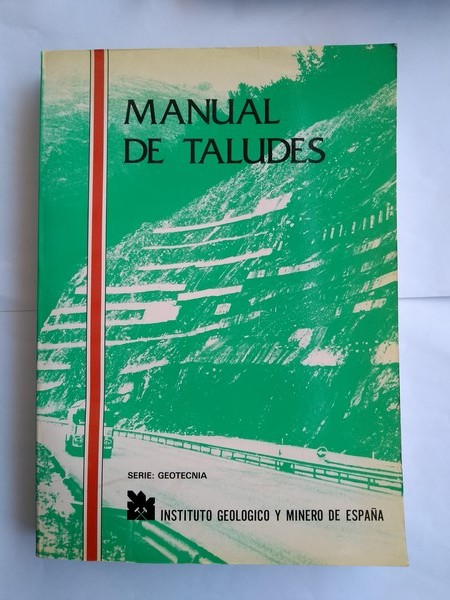 MANUAL
DE TALUDES
SERIE: GEOTECNIA
INSTITUTO GEOLOGICO Y MINERO DE ESPAÑA